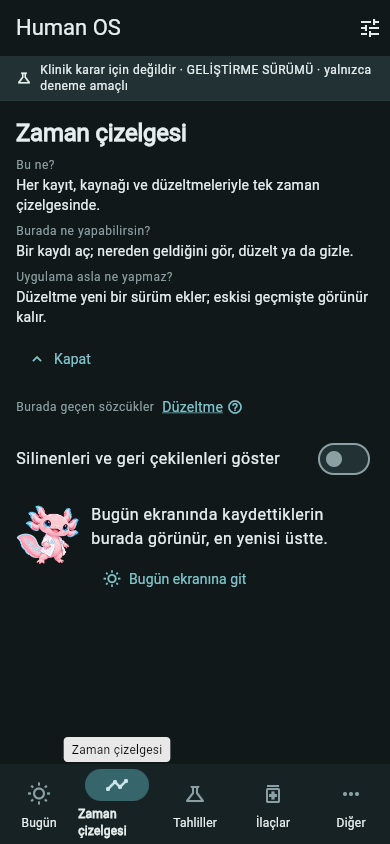 Human OS
Klinik karar için değildir · GELİŞTİRME SÜRÜMÜ · yalnızca
deneme amaçlı
Zaman çizelgesi
Bu ne?
Her kayıt, kaynağı ve düzeltmeleriyle tek zaman
çizelgesinde.
Burada ne yapabilirsin?
Bir kaydı aç; nereden geldiğini gör, düzelt ya da gizle.
Uygulama asla ne yapmaz?
Düzeltme yeni bir sürüm ekler; eskisi geçmişte görünür
kalır.
Kapat
Burada geçen sözcükler Düzeltme
Silinenleri ve geri çekilenleri göster
Bugün ekranında kaydettiklerin
burada görünür, en yenisi üstte.
Bugün ekranına git
Zaman çizelgesi
Bugün
Zaman
çizelgesi
Tahliller
İlaçlar
Diğer